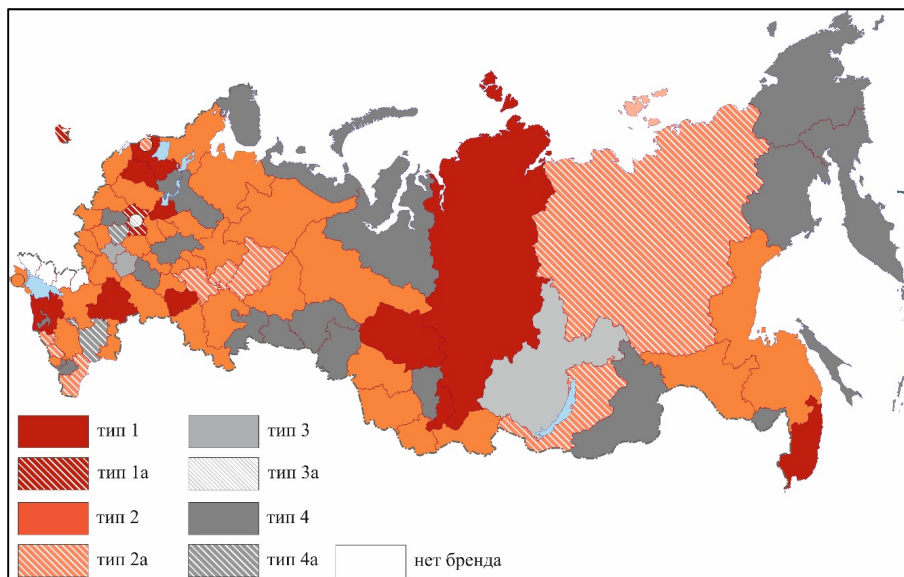 тип 1
тип 3
тип 1а
тип 3а
тип 2
тип 4
тип 2а
тип 4а
нет бренда